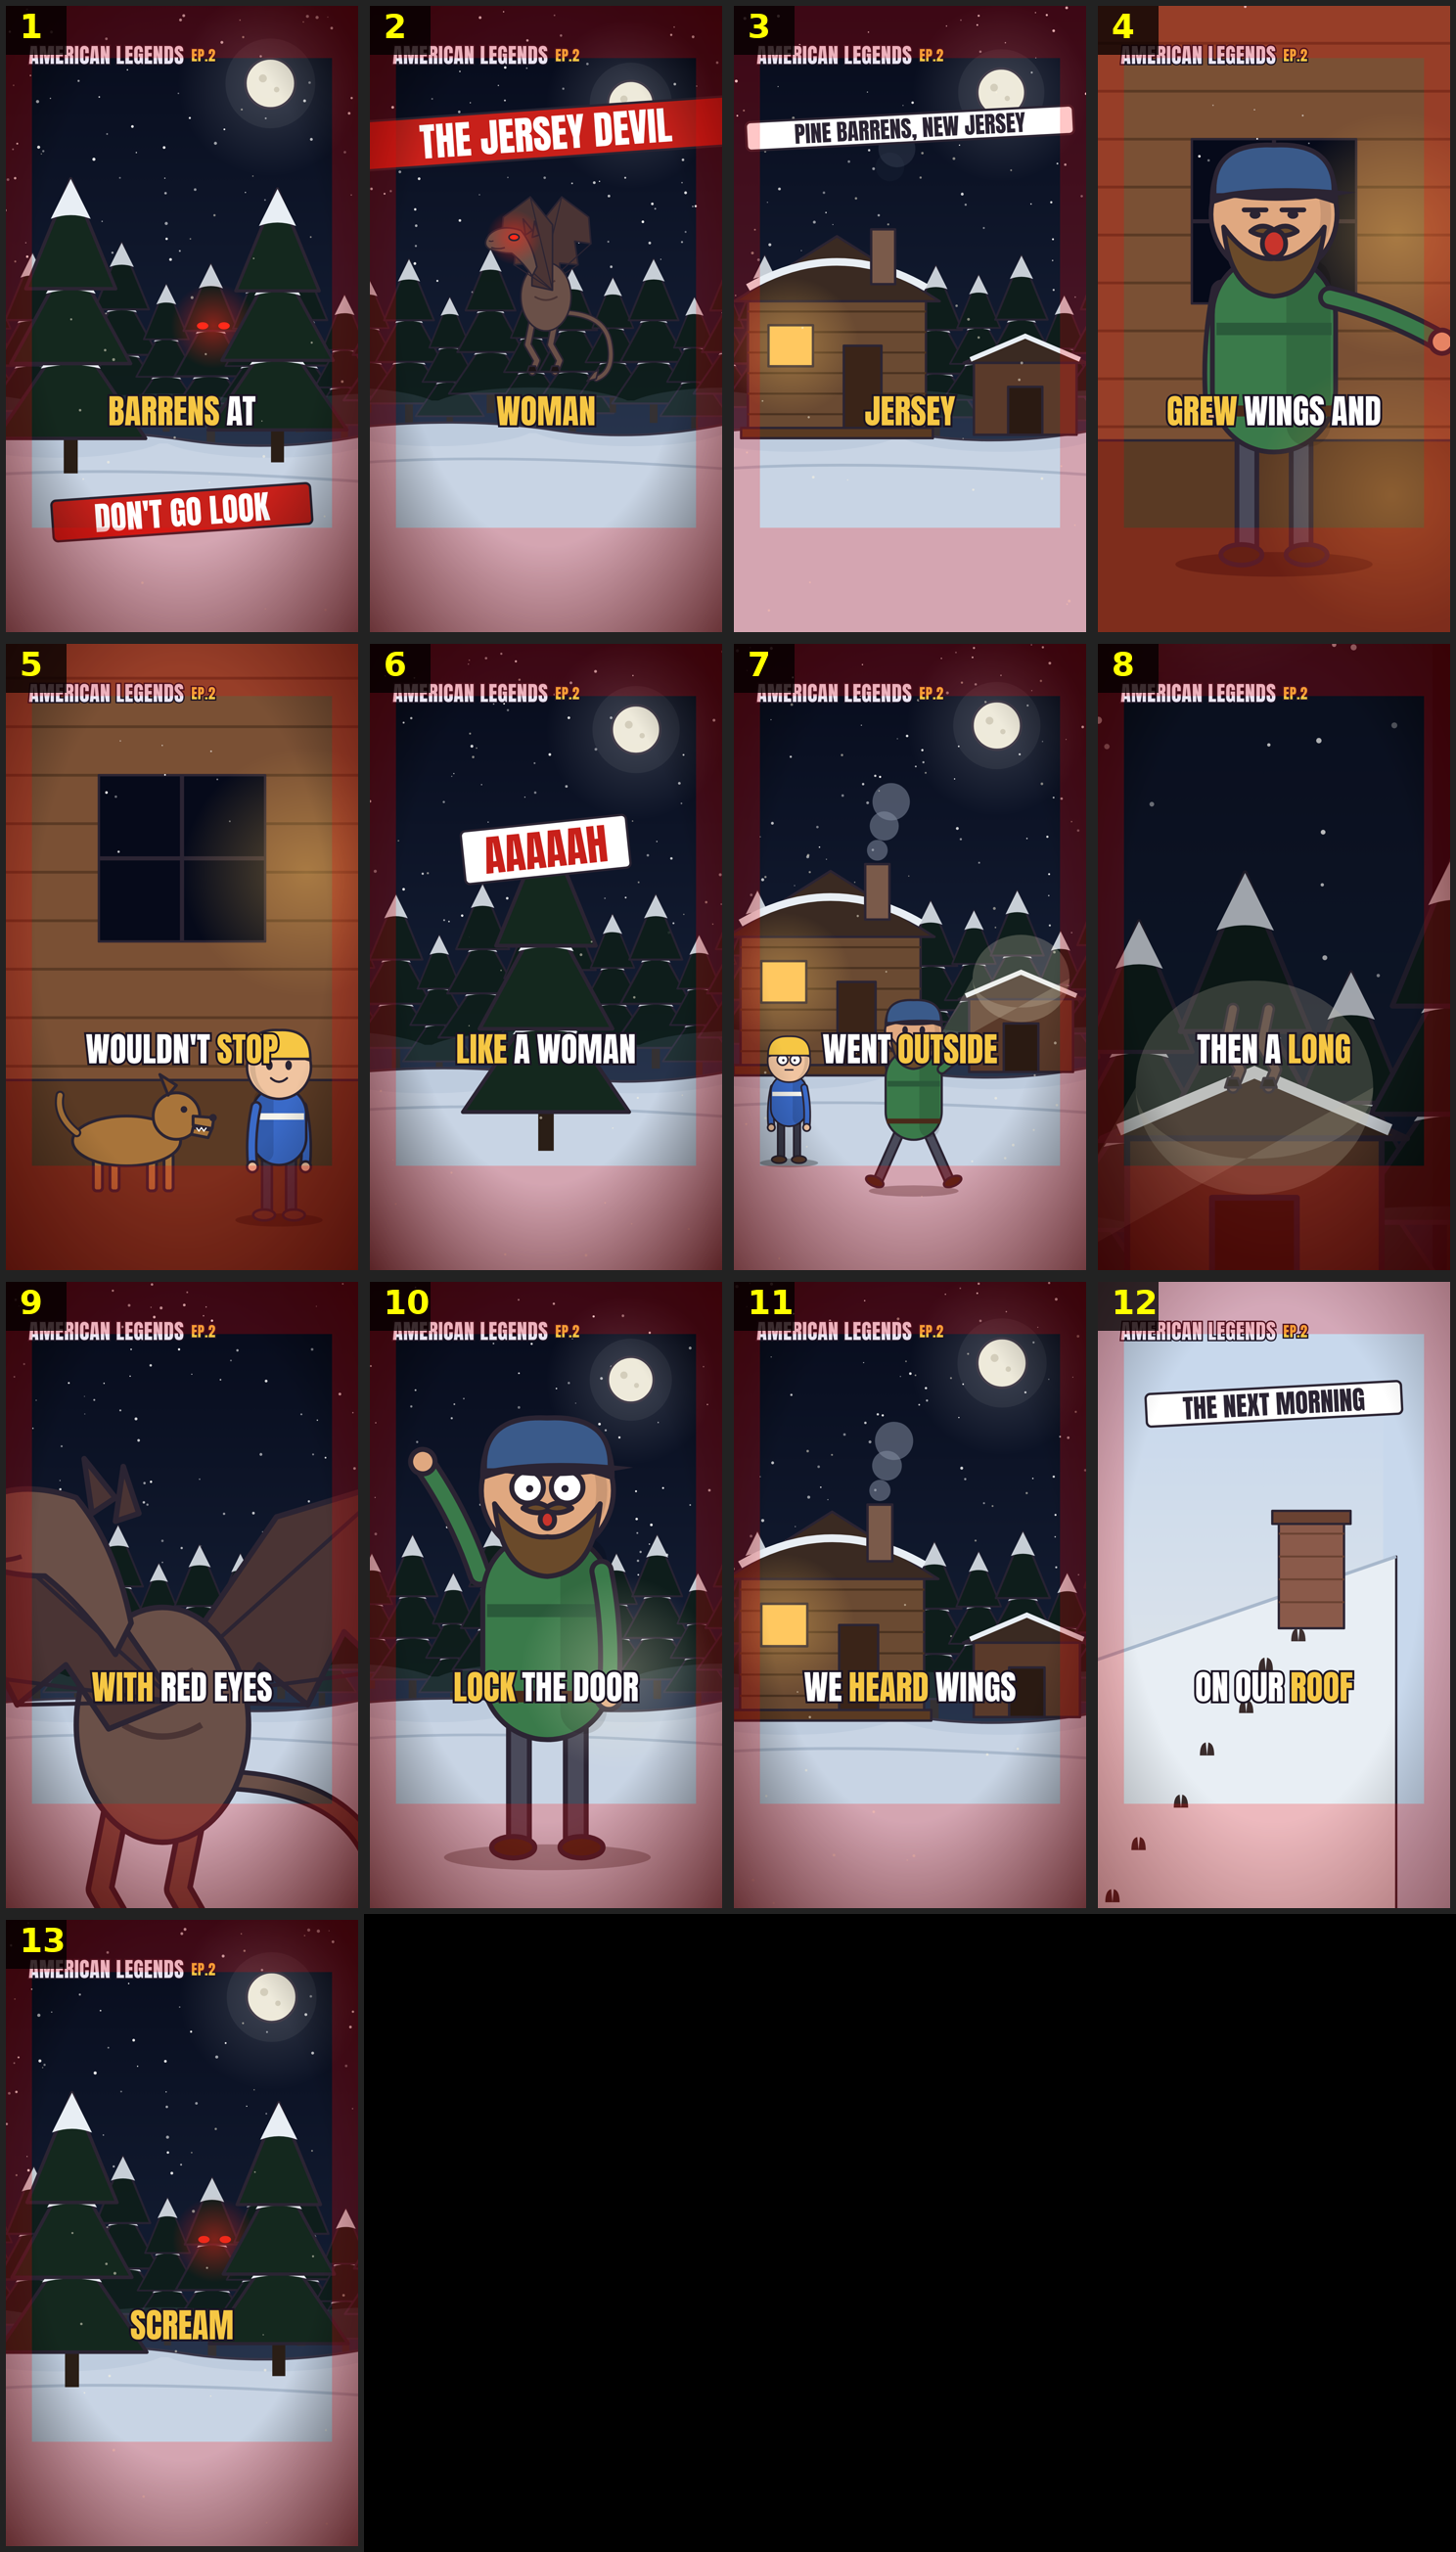 1
AMERICAN LEGENDS EP.2
BARRENS AT
DON'T GO LOOK
2
AMERICAN LEGENDS EP.2
THE JERSEY DEVIL
WOMAN
3
AMERICAN LEGENDS EP.2
PINE BARRENS, NEW JERSEY
JERSEY
4
AMERICAN LEGENDS EP.2
GREW WINGS AND
5
AMERICAN LEGENDS EP.2
WOULDN'T STOP
6
AMERICAN LEGENDS EP.2
AAAAAH
LIKE A WOMAN
7
AMERICAN LEGENDS EP.2
WENT OUTSIDE
8
AMERICAN LEGENDS EP.2
THEN A LONG
9
AMERICAN LEGENDS EP.2
WITH RED EYES
10
AMERICAN LEGENDS EP.2
LOCK THE DOOR
11
AMERICAN LEGENDS EP.2
WE HEARD WINGS
12
AMERICAN LEGENDS EP.2
THE NEXT MORNING
ON OUR ROOF
13
AMERICAN LEGENDS EP.2
SCREAM